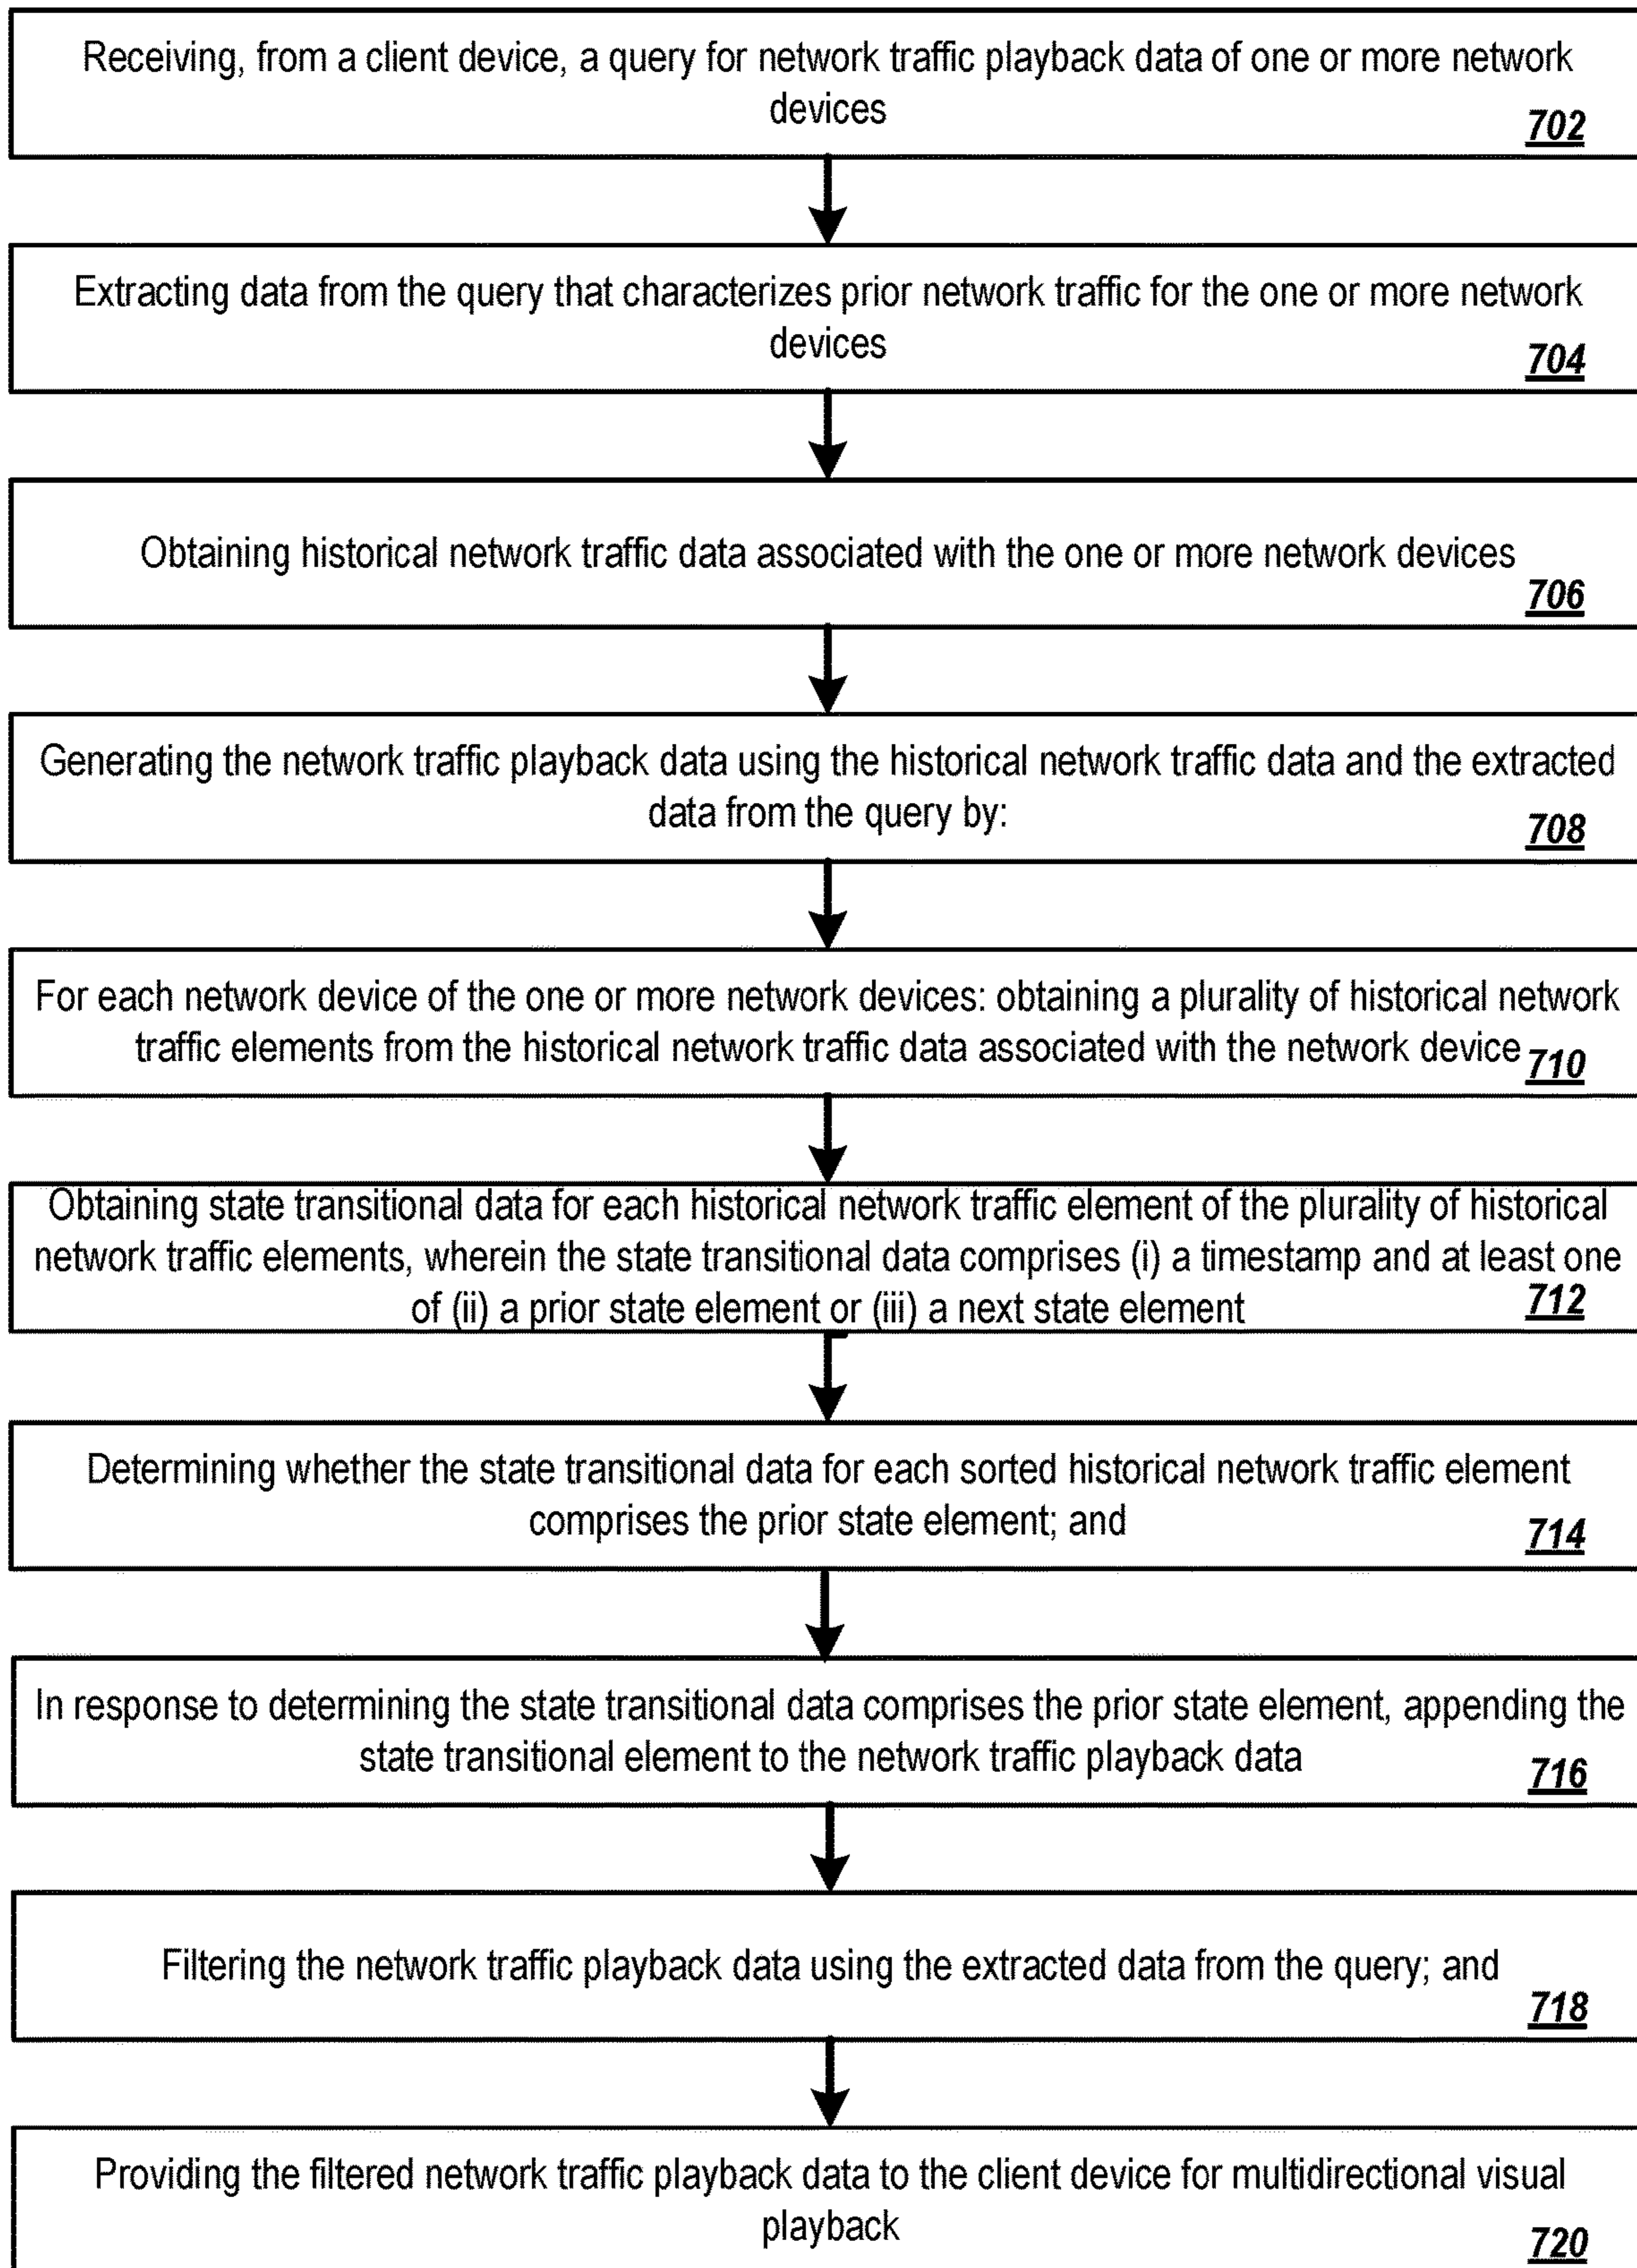 Receiving, from a client device, a query for network traffic playback data of one or more network
devices
702
Extracting data from the query that characterizes prior network traffic for the one or more network
devices
704
Obtaining historical network traffic data associated with the one or more network devices
706
Generating the network traffic playback data using the historical network traffic data and the extracted
data from the query by:
708
For each network device of the one or more network devices: obtaining a plurality of historical network
traffic elements from the historical network traffic data associated with the network device
710
Obtaining state transitional data for each historical network traffic element of the plurality of historical
network traffic elements, wherein the state transitional data comprises (i) a timestamp and at least one
of (ii) a prior state element or (iii) a next state element
712
Determining whether the state transitional data for each sorted historical network traffic element
comprises the prior state element; and
714
In response to determining the state transitional data comprises the prior state element, appending the
state transitional element to the network traffic playback data
716
Filtering the network traffic playback data using the extracted data from the query; and
718
Providing the filtered network traffic playback data to the client device for multidirectional visual
playback
720